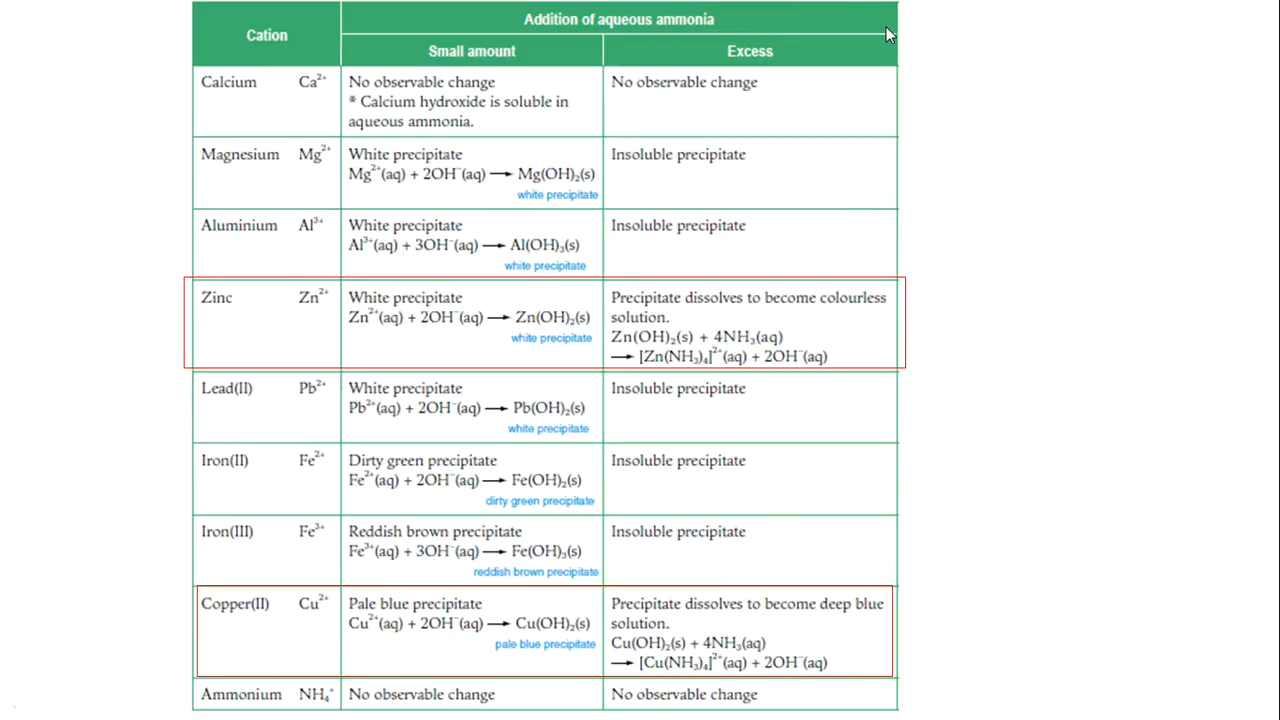 Cation
Addition of aqueous ammonia
Small amount
Excess
Calcium Ca²⁺
No observable change
* Calcium hydroxide is soluble in
aqueous ammonia.
No observable change
Magnesium Mg²⁺
White precipitate
Mg²⁺(aq) + 2OH⁻(aq) ⟶ Mg(OH)₂(s)
white precipitate
Insoluble precipitate
Aluminium Al³⁺
White precipitate
Al³⁺(aq) + 3OH⁻(aq) ⟶ Al(OH)₃(s)
white precipitate
Insoluble precipitate
Zinc Zn²⁺
White precipitate
Zn²⁺(aq) + 2OH⁻(aq) ⟶ Zn(OH)₂(s)
white precipitate
Precipitate dissolves to become colourless
solution.
Zn(OH)₂(s) + 4NH₃(aq)
⟶ [Zn(NH₃)₄]²⁺(aq) + 2OH⁻(aq)
Lead(II) Pb²⁺
White precipitate
Pb²⁺(aq) + 2OH⁻(aq) ⟶ Pb(OH)₂(s)
white precipitate
Insoluble precipitate
Iron(II) Fe²⁺
Dirty green precipitate
Fe²⁺(aq) + 2OH⁻(aq) ⟶ Fe(OH)₂(s)
dirty green precipitate
Insoluble precipitate
Iron(III) Fe³⁺
Reddish brown precipitate
Fe³⁺(aq) + 3OH⁻(aq) ⟶ Fe(OH)₃(s)
reddish brown precipitate
Insoluble precipitate
Copper(II) Cu²⁺
Pale blue precipitate
Cu²⁺(aq) + 2OH⁻(aq) ⟶ Cu(OH)₂(s)
pale blue precipitate
Precipitate dissolves to become deep blue
solution.
Cu(OH)₂(s) + 4NH₃(aq)
⟶ [Cu(NH₃)₄]²⁺(aq) + 2OH⁻(aq)
Ammonium NH₄⁺
No observable change
No observable change